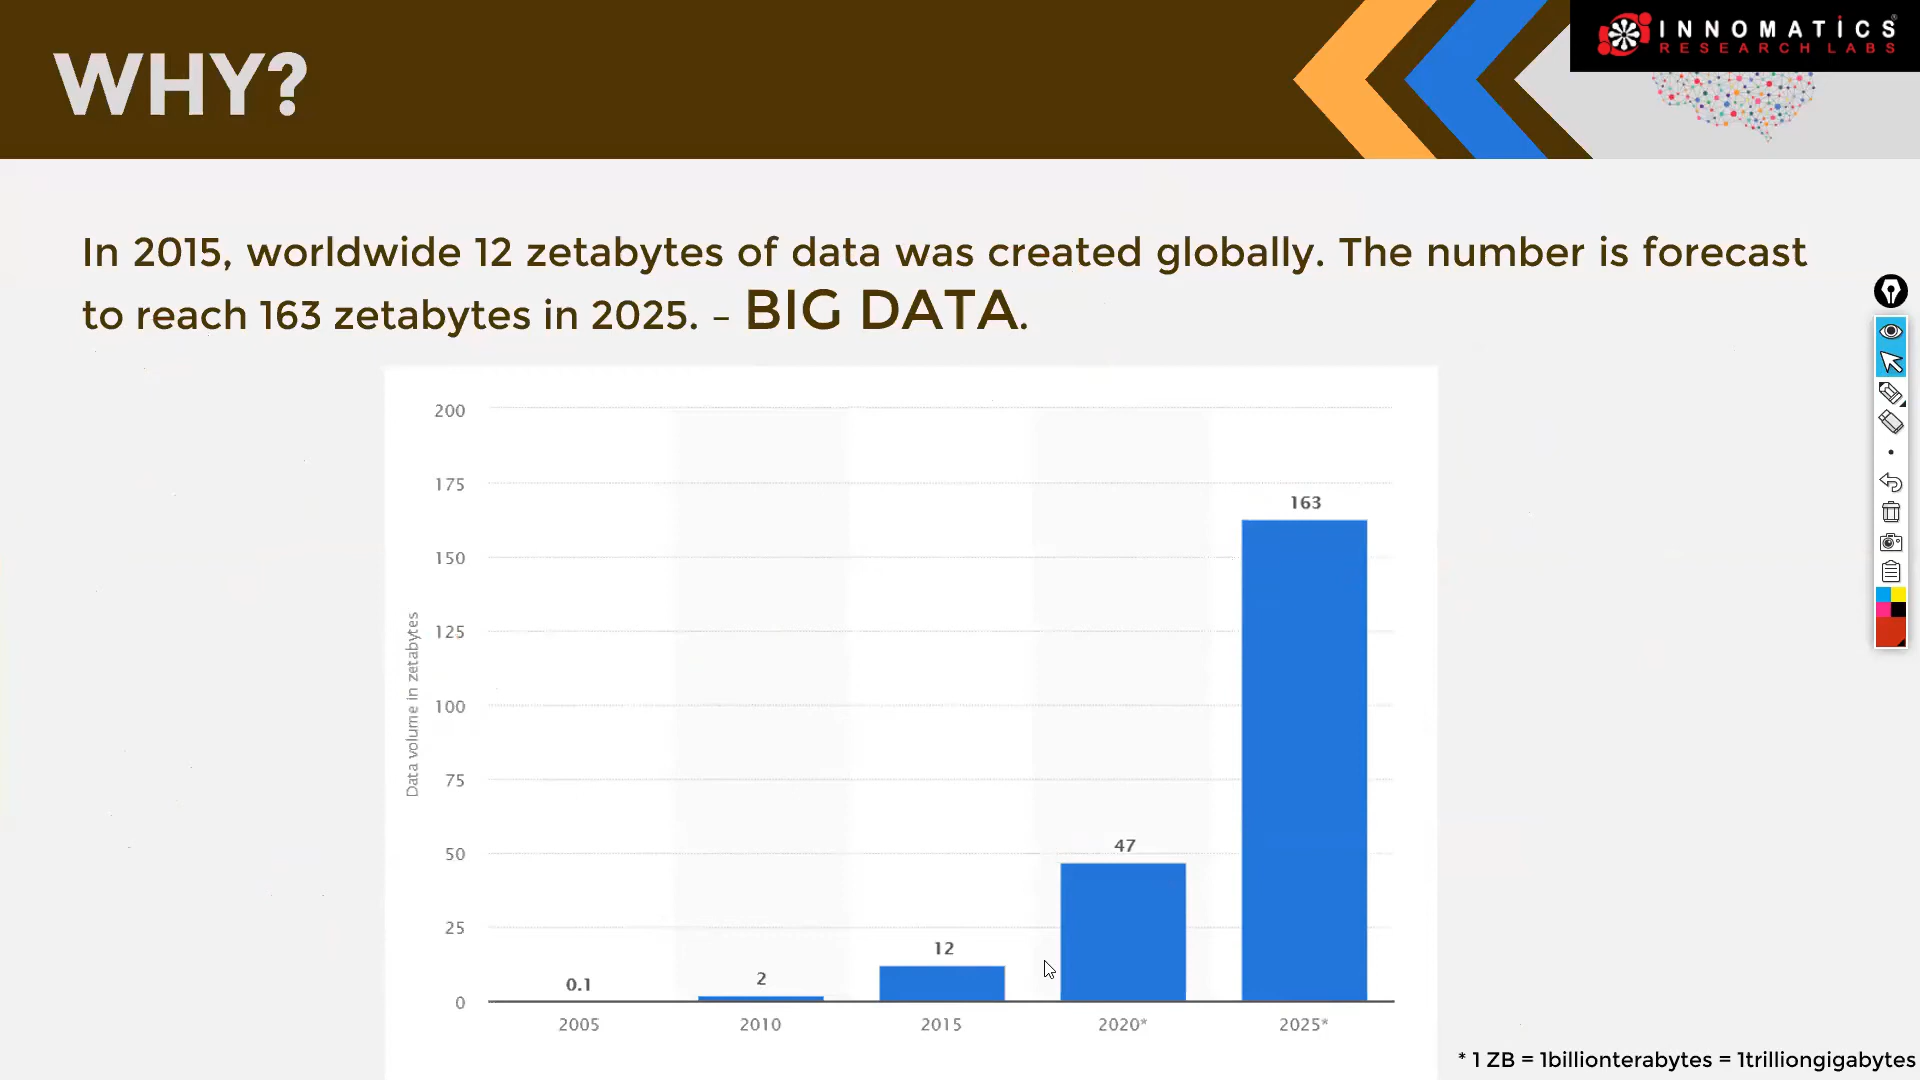 WHY?
INNOMATICS
RESEARCH LABS
In 2015, worldwide 12 zetabytes of data was created globally. The number is forecast
to reach 163 zetabytes in 2025. – BIG DATA.
Data volume in zetabytes
200
175
150
125
100
75
50
25
0
0.1
2
12
47
163
2005
2010
2015
2020*
2025*
* 1 ZB = 1billionterabytes = 1trilliongigabytes